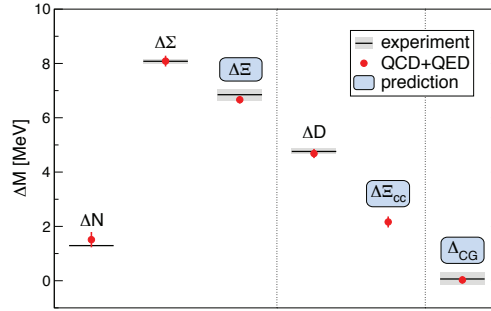 10
8
6
4
2
0
ΔM [MeV]
ΔN
ΔΣ
ΔΞ
ΔD
ΔΞcc
ΔCG
experiment
QCD+QED
prediction